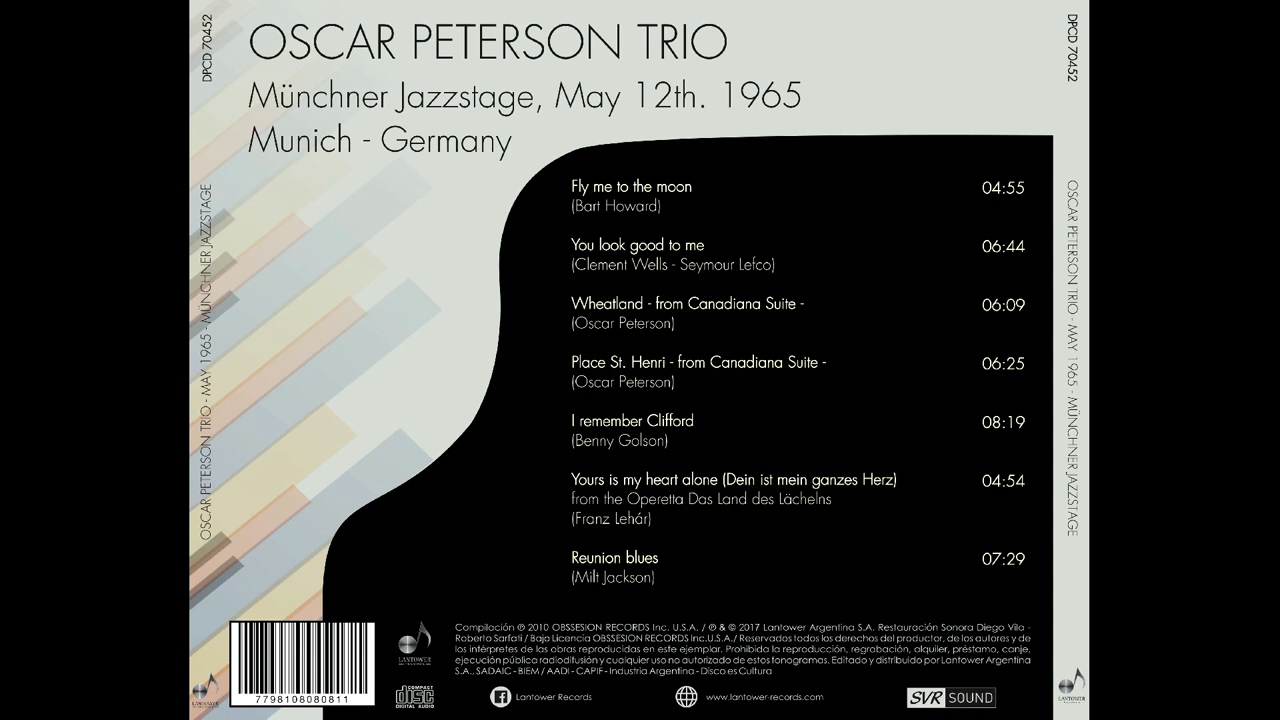 DPCD 70452
OSCAR PETERSON TRIO - MAY 1965 - MÜNCHNER JAZZSTAGE
OSCAR PETERSON TRIO
Münchner Jazzstage, May 12th. 1965
Munich - Germany
Fly me to the moon 04:55
(Bart Howard)
You look good to me 06:44
(Clement Wells - Seymour Lefco)
Wheatland - from Canadiana Suite - 06:09
(Oscar Peterson)
Place St. Henri - from Canadiana Suite - 06:25
(Oscar Peterson)
I remember Clifford 08:19
(Benny Golson)
Yours is my heart alone (Dein ist mein ganzes Herz) 04:54
from the Operetta Das Land des Lächelns
(Franz Lehár)
Reunion blues 07:29
(Milt Jackson)
7798108080811
LANTOWER
COMPACT
disc
DIGITAL AUDIO
Compilación ℗ 2010 OBSSESION RECORDS Inc. U.S.A. / ℗ & © 2017 Lantower Argentina S.A. Restauración Sonora Diego Vila -
Roberto Sarfati / Bajo Licencia OBSSESION RECORDS Inc.U.S.A./ Reservados todos los derechos del productor, de los autores y de
los intérpretes de las obras reproducidas en este ejemplar. Prohibida la reproducción, regrabación, alquiler, préstamo, canje,
ejecución pública radiodifusión y cualquier uso no autorizado de estos fonogramas. Editado y distribuido por Lantower Argentina
S.A., SADAIC - BIEM / AADI - CAPIF - Industria Argentina - Disco es Cultura
Lantower Records
www.lantower-records.com
SVR SOUND
DPCD 70452
OSCAR PETERSON TRIO - MAY 1965 - MÜNCHNER JAZZSTAGE
LANTOWER